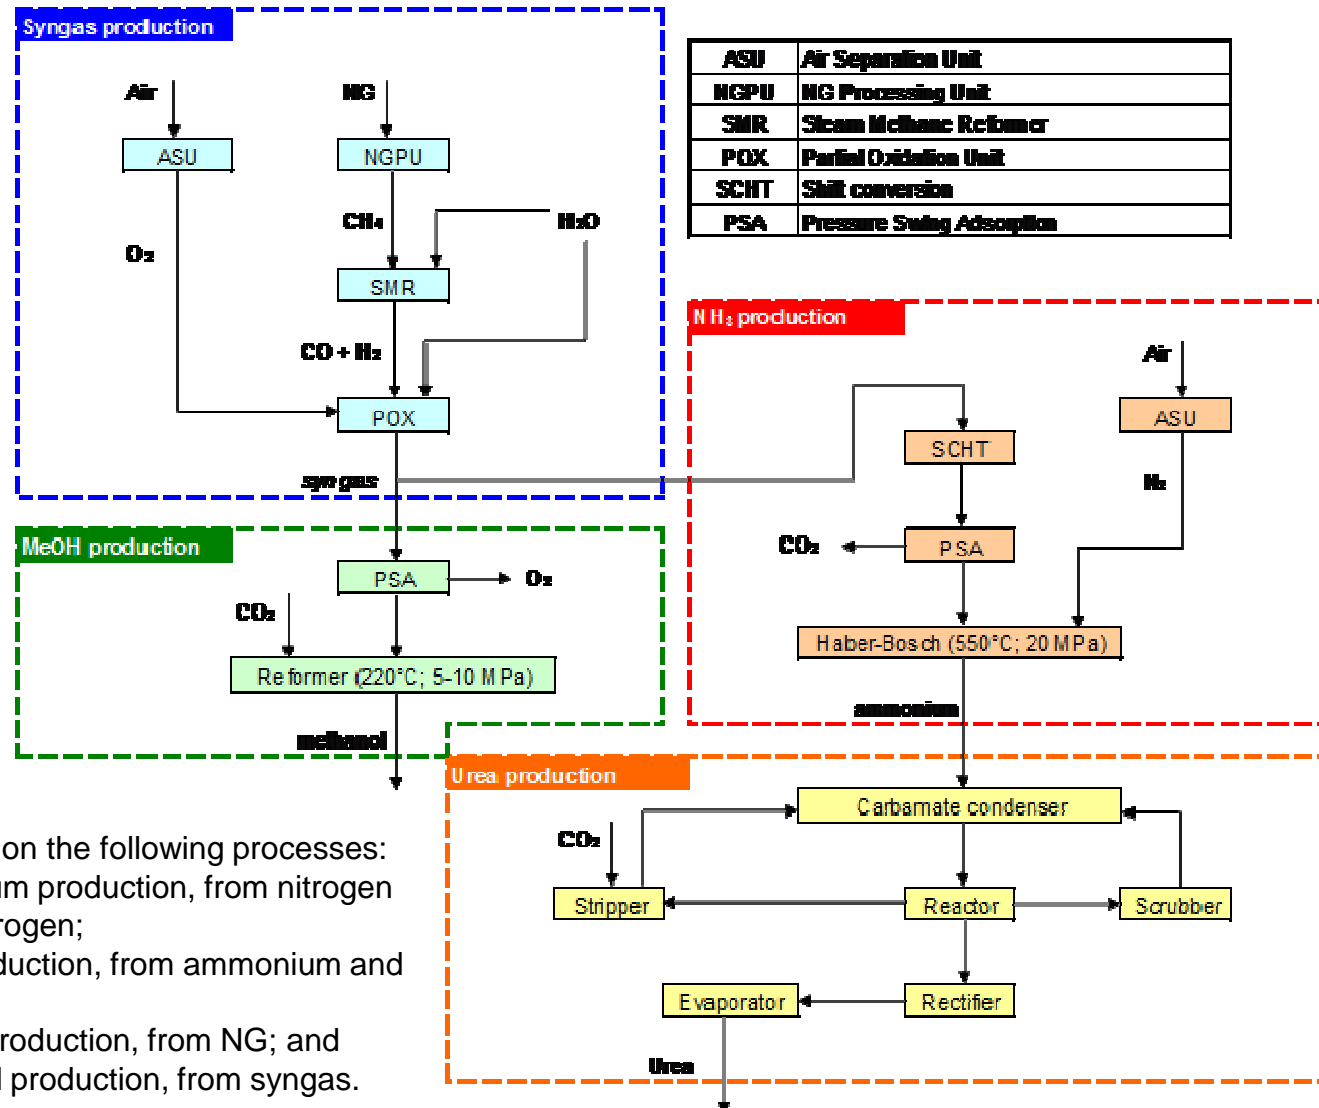 Syngas production
Air
NG
ASU
NGPU
CH₄
H₂O
O₂
SMR
CO + H₂
POX
syngas
ASU Air Separation Unit
NGPU NG Processing Unit
SMR Steam Methane Reformer
POX Partial Oxidation Unit
SCHT Shift conversion
PSA Pressure Swing Adsorption
NH₃ production
Air
ASU
SCHT
N₂
CO₂
PSA
Haber-Bosch (550°C; 20 MPa)
ammonium
MeOH production
PSA
O₂
CO₂
Reformer (220°C; 5-10 MPa)
methanol
Urea production
Carbamate condenser
CO₂
Stripper
Reactor
Scrubber
Evaporator
Rectifier
Urea
on the following processes:
um production, from nitrogen
rogen;
duction, from ammonium and
roduction, from NG; and
l production, from syngas.